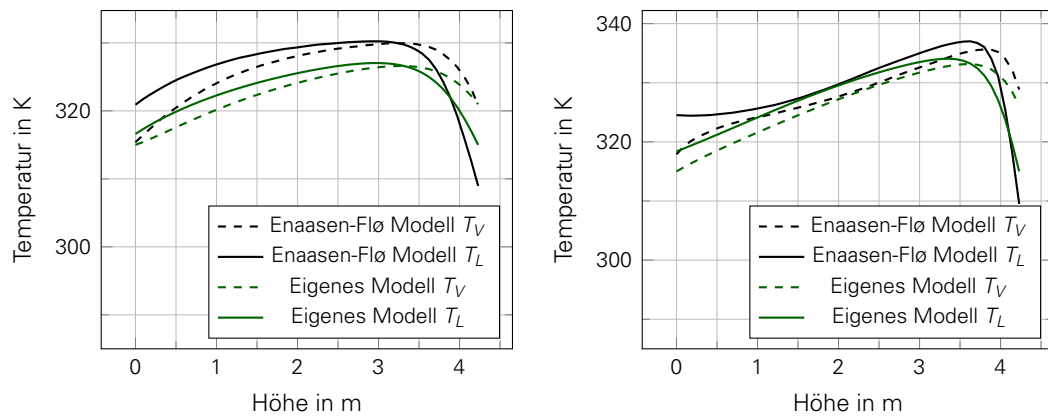 320
300
Temperatur in K
0
1
2
3
4
Höhe in m
Enaasen-Flø Modell T_V
Enaasen-Flø Modell T_L
Eigenes Modell T_V
Eigenes Modell T_L
340
320
300
Temperatur in K
0
1
2
3
4
Höhe in m
Enaasen-Flø Modell T_V
Enaasen-Flø Modell T_L
Eigenes Modell T_V
Eigenes Modell T_L